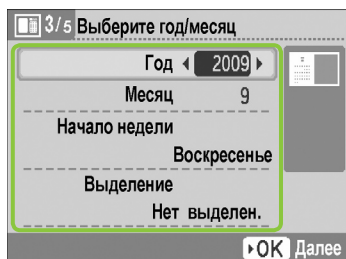 3/5 Выберите год/месяц
Год 2009
Месяц 9
Начало недели
Воскресенье
Выделение
Нет выделен.
OK Далее